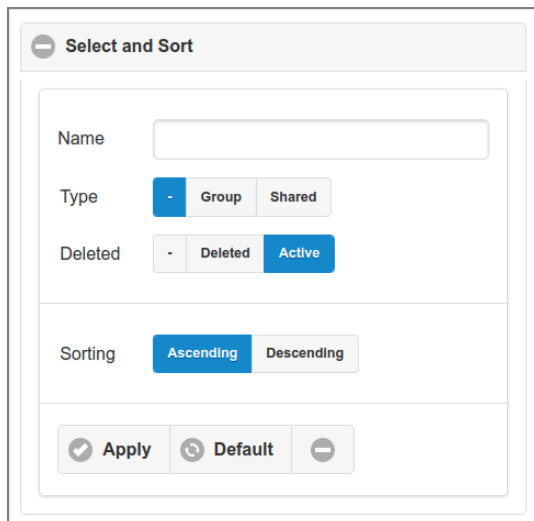 Select and Sort
Name
Type - Group Shared
Deleted - Deleted Active
Sorting Ascending Descending
Apply Default